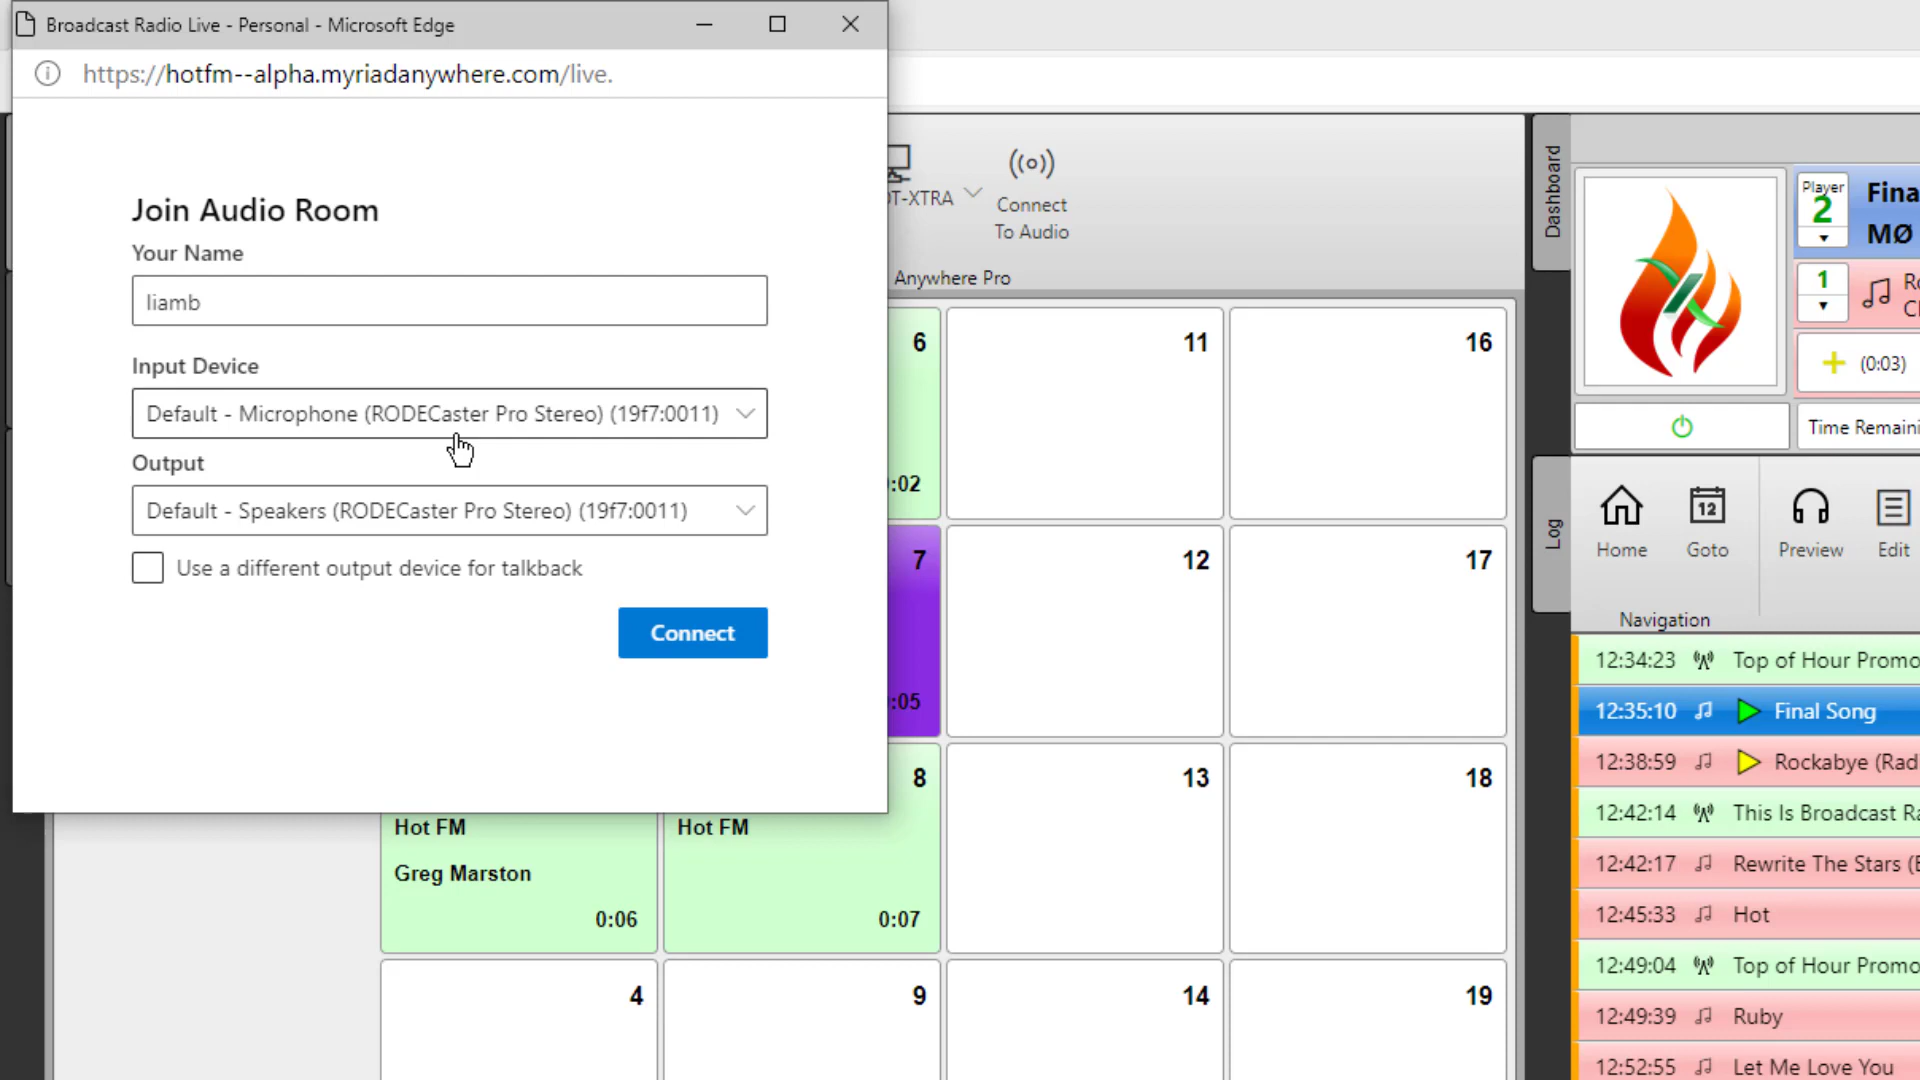 Broadcast Radio Live - Personal - Microsoft Edge
https://hotfm--alpha.myriadanywhere.com/live.
Join Audio Room
Your Name
liamb
Input Device
Default - Microphone (RODECaster Pro Stereo) (19f7:0011)
Output
Default - Speakers (RODECaster Pro Stereo) (19f7:0011)
Use a different output device for talkback
Connect
OT-XTRA
Connect
To Audio
Anywhere Pro
6
:02
11
16
7
:05
12
17
8
13
18
Hot FM
Greg Marston
0:06
Hot FM
0:07
4
9
14
19
Dashboard
Player
2
Fina
MØ
1
Ro
(0:03)
Time Remaini
Log
Home
12
Goto
Preview
Edit
Navigation
12:34:23 Top of Hour Promo
12:35:10 Final Song
12:38:59 Rockabye (Rad
12:42:14 This Is Broadcast Ra
12:42:17 Rewrite The Stars (
12:45:33 Hot
12:49:04 Top of Hour Promo
12:49:39 Ruby
12:52:55 Let Me Love You